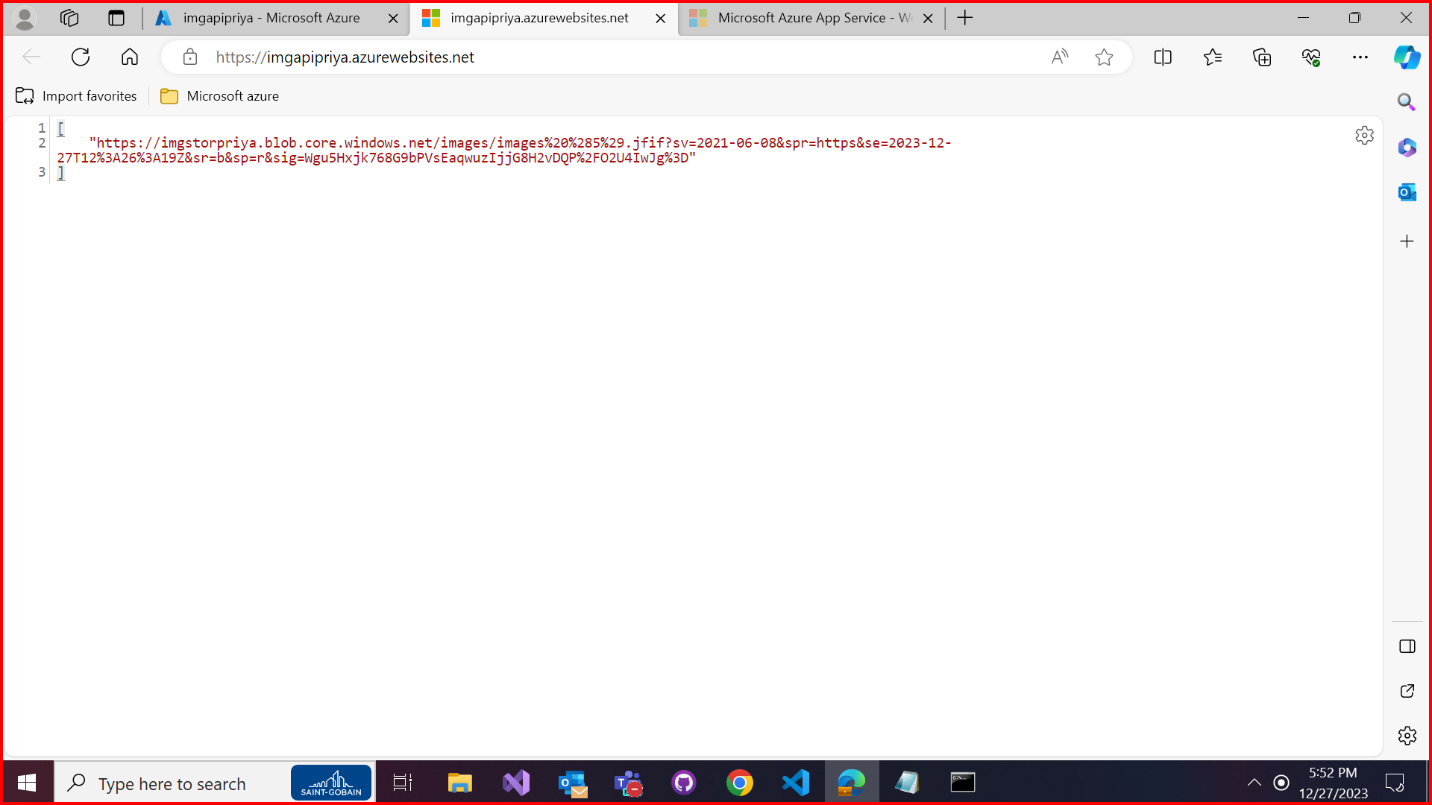 imgapipriya - Microsoft Azure
imgapipriya.azurewebsites.net
Microsoft Azure App Service - We
https://imgapipriya.azurewebsites.net
Import favorites
Microsoft azure
1 [
2 "https://imgstorpriya.blob.core.windows.net/images/images%20%285%29.jfif?sv=2021-06-08&spr=https&se=2023-12-
27T12%3A26%3A19Z&sr=b&sp=r&sig=Wgu5Hxjk768G9bPVsEaqwuzIjjG8H2vDQP%2FO2U4IwJg%3D"
3 ]
Type here to search
SAINT-GOBAIN
5:52 PM
12/27/2023